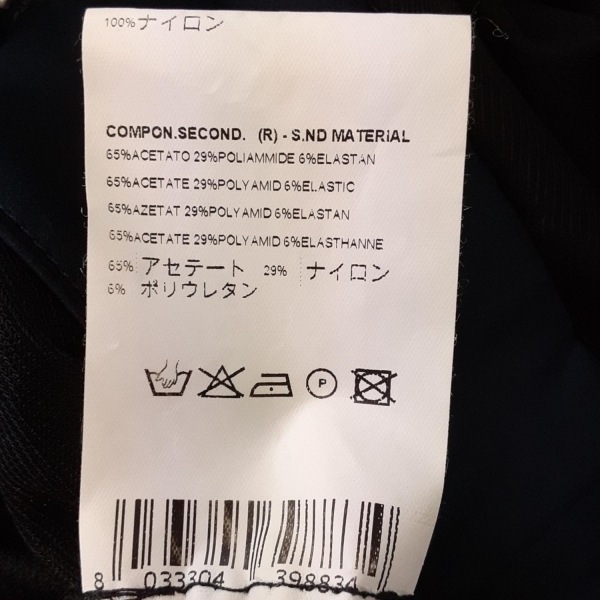 100%ナイロン
COMPON.SECOND. (R) - S.ND MATERIAL
65%ACETATO 29%POLIAMMIDE 6%ELASTAN
65%ACETATE 29%POLYAMID 6%ELASTIC
65%AZETAT 29%POLYAMID 6%ELASTAN
65%ACETATE 29%POLYAMID 6%ELASTHANNE
65% アセテート 29% ナイロン
6% ポリウレタン
P
8 033304 398834